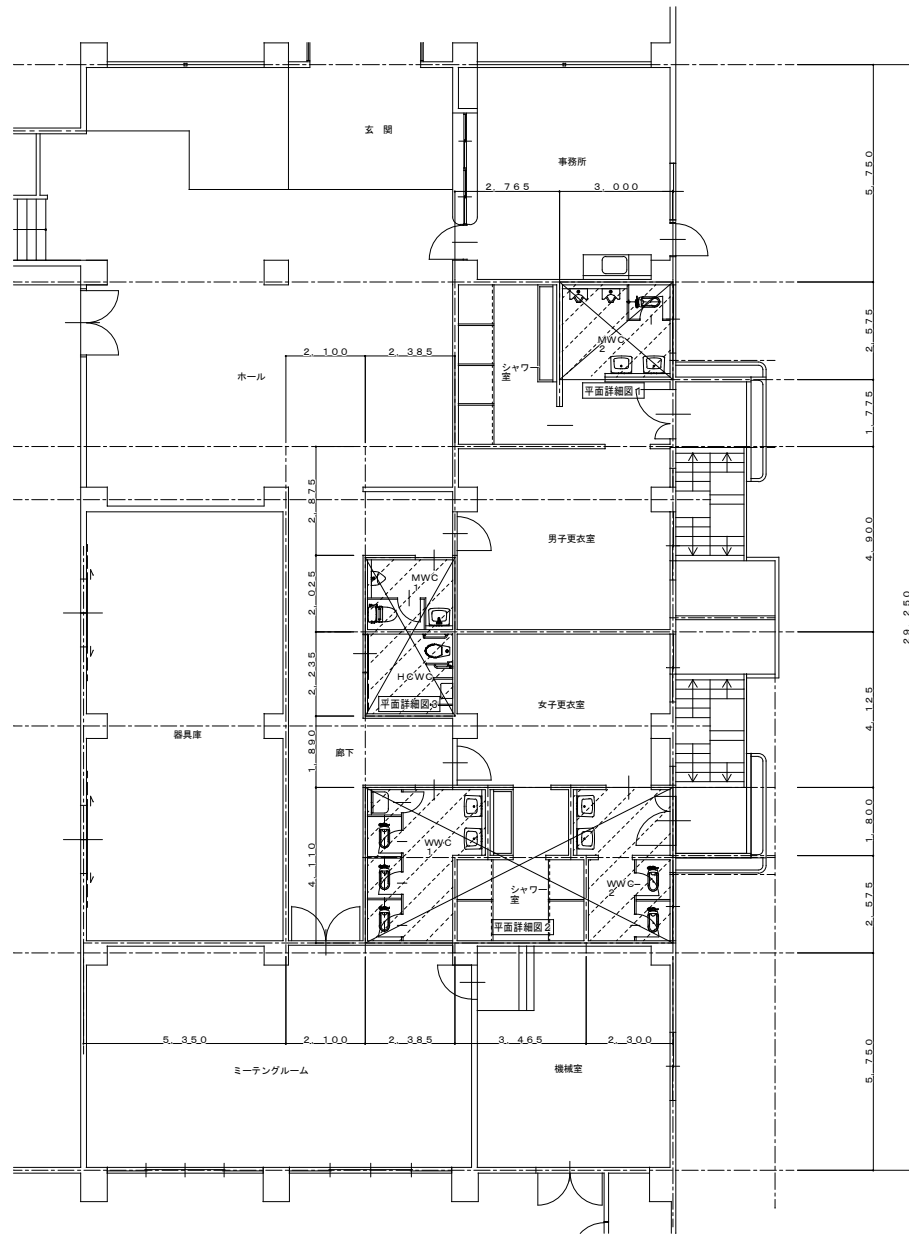 玄 関
事務所
5,750
2,765
3,000
MWC
2
2,575
シャワー
室
平面詳細図1
1,775
2,100
2,385
ホール
2,875
男子更衣室
4,900
MWC
1
2,025
29,250
2,235
HCWC
平面詳細図3
女子更衣室
4,125
器具庫
廊下
1,890
WWC
1
1,800
4,110
シャワー
室
WWC
2
平面詳細図2
2,575
5,350
2,100
2,385
3,465
2,300
ミーテングルーム
機械室
5,750